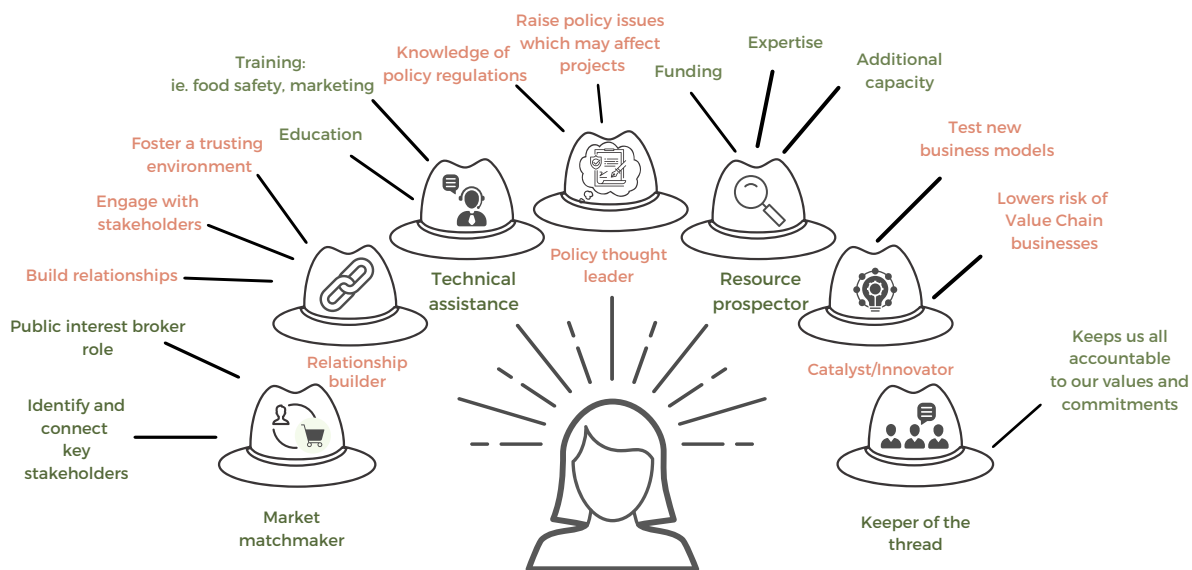 Public interest broker
role
Identify and
connect
key
stakeholders
Market
matchmaker
Foster a trusting
environment
Engage with
stakeholders
Build relationships
Relationship
builder
Training:
ie. food safety, marketing
Education
Technical
assistance
Knowledge of
policy regulations
Raise policy issues
which may affect
projects
Policy thought
leader
Funding
Expertise
Additional
capacity
Resource
prospector
Test new
business models
Lowers risk of
Value Chain
businesses
Catalyst/Innovator
Keeps us all
accountable
to our values and
commitments
Keeper of the
thread